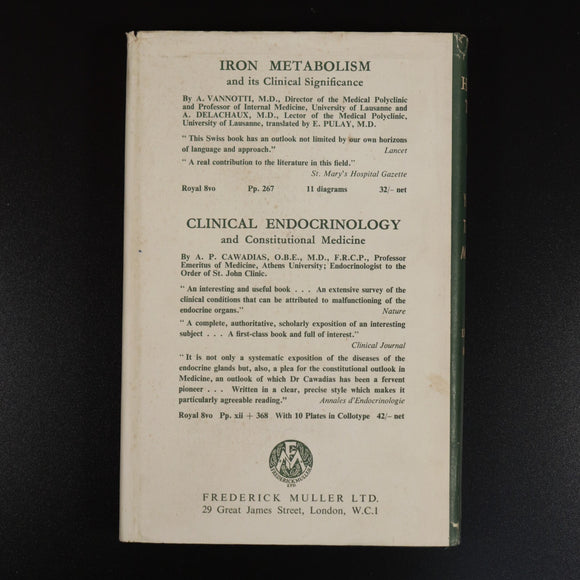 IRON METABOLISM
and its Clinical Significance
By A. VANNOTTI, M.D., Director of the Medical Polyclinic
and Professor of Internal Medicine, University of Lausanne and
A. DELACHAUX, M.D., Lector of the Medical Polyclinic,
University of Lausanne, translated by E. PULAY, M.D.
" This Swiss book has an outlook not limited by our own horizons
of language and approach." Lancet
" A real contribution to the literature in this field."
St. Mary's Hospital Gazette
Royal 8vo Pp. 267 11 diagrams 32/– net
CLINICAL ENDOCRINOLOGY
and Constitutional Medicine
By A. P. CAWADIAS, O.B.E., M.D., F.R.C.P., Professor
Emeritus of Medicine, Athens University; Endocrinologist to the
Order of St. John Clinic.
" An interesting and useful book . . . An extensive survey of the
clinical conditions that can be attributed to malfunctioning of the
endocrine organs." Nature
" A complete, authoritative, scholarly exposition of an interesting
subject . . . A first-class book and full of interest."
Clinical Journal
" It is not only a systematic exposition of the diseases of the
endocrine glands but, also, a plea for the constitutional outlook in
Medicine, an outlook of which Dr Cawadias has been a fervent
pioneer . . . Written in a clear, precise style which makes it
particularly agreeable reading." Annales d'Endocrinologie
Royal 8vo Pp. xii + 368 With 10 Plates in Collotype 42/– net
FREDERICK MULLER
LTD
FREDERICK MULLER LTD.
29 Great James Street, London, W.C.1